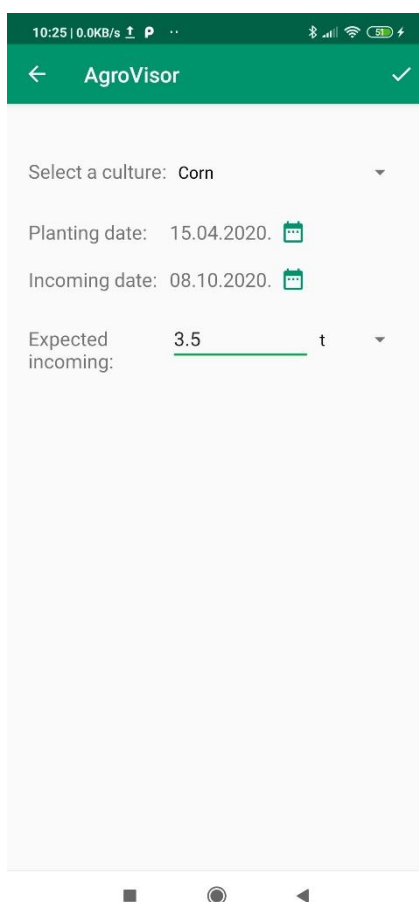 10:25 | 0.0KB/s
51
AgroVisor
Select a culture: Corn
Planting date: 15.04.2020.
Incoming date: 08.10.2020.
Expected incoming: 3.5 t